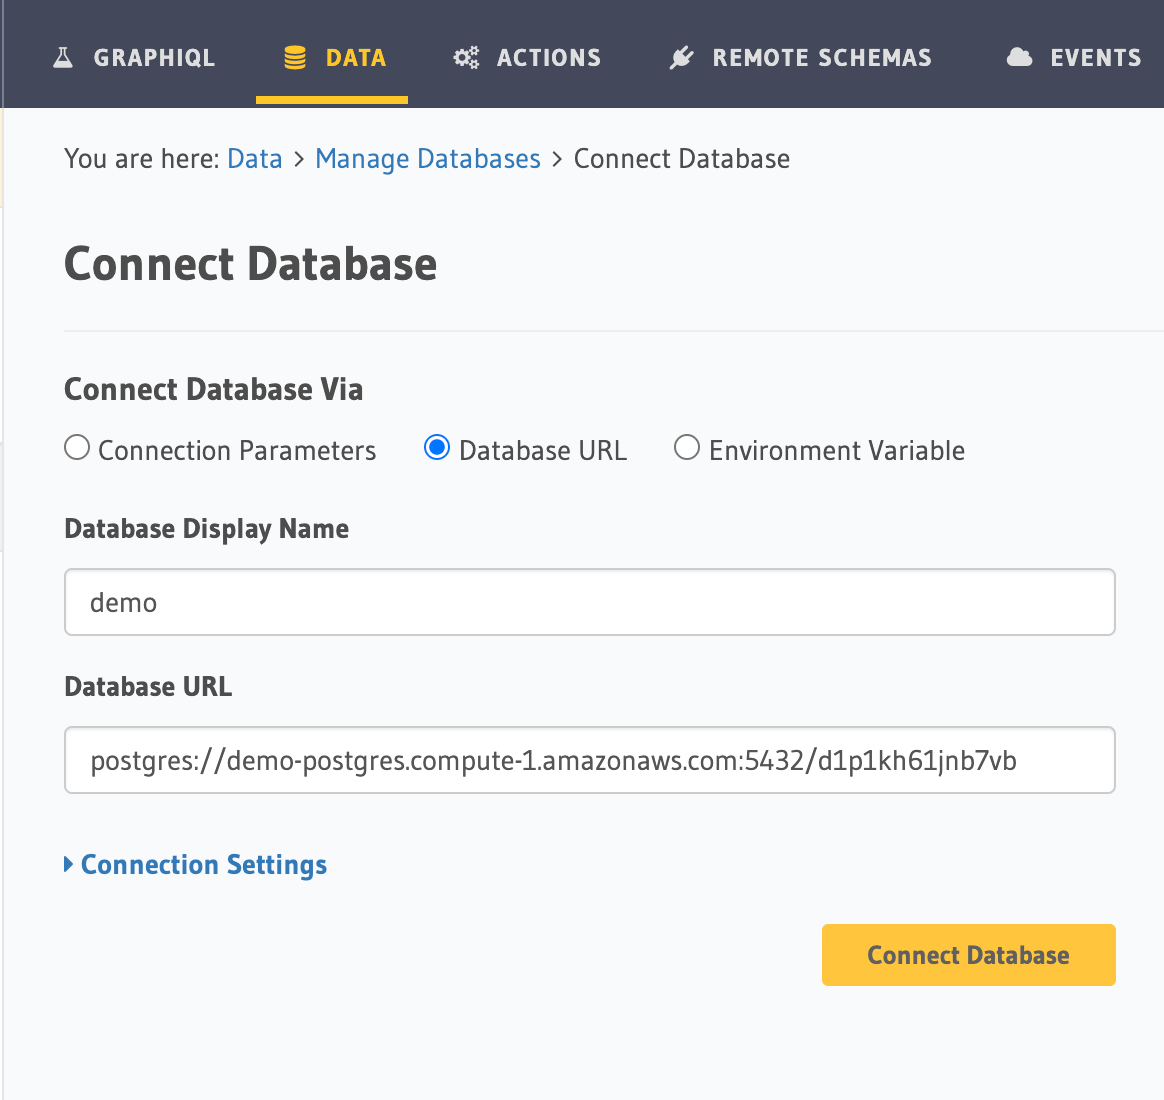 GRAPHIQL DATA ACTIONS REMOTE SCHEMAS EVENTS
You are here: Data > Manage Databases > Connect Database
Connect Database
Connect Database Via
Connection Parameters Database URL Environment Variable
Database Display Name
demo
Database URL
postgres://demo-postgres.compute-1.amazonaws.com:5432/d1p1kh61jnb7vb
Connection Settings
Connect Database